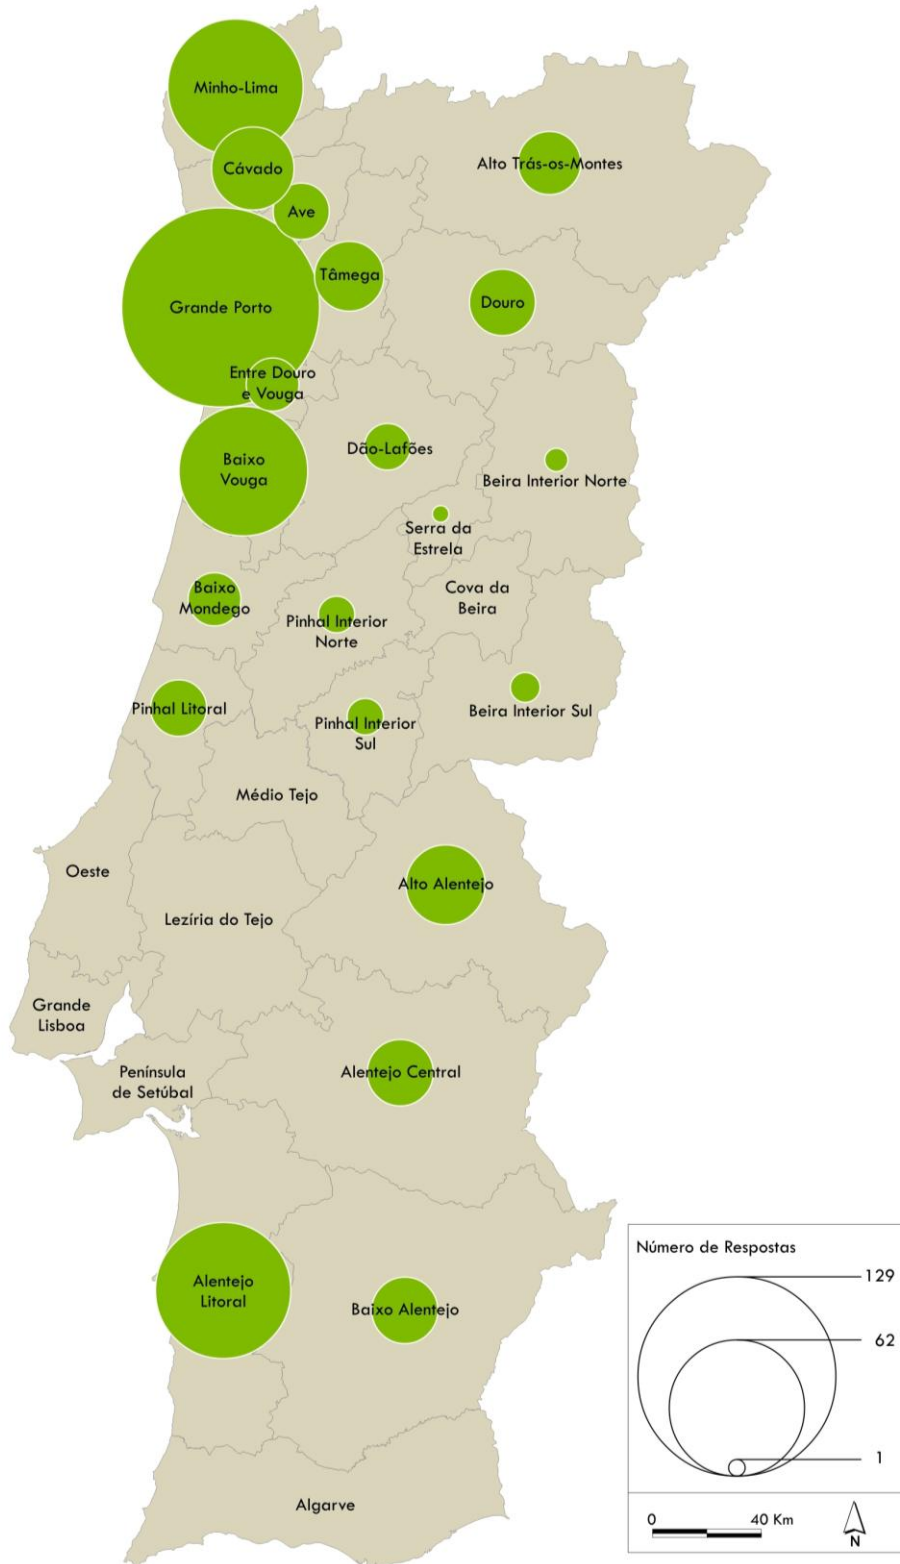 Minho-Lima
Cávado
Alto Trás-os-Montes
Ave
Tâmega
Grande Porto
Douro
Entre Douro
e Vouga
Dão-Lafões
Baixo
Vouga
Beira Interior Norte
Serra da
Estrela
Baixo
Mondego
Cova da
Beira
Pinhal Interior
Norte
Pinhal Litoral
Beira Interior Sul
Pinhal Interior
Sul
Médio Tejo
Oeste
Alto Alentejo
Lezíria do Tejo
Grande
Lisboa
Península
de Setúbal
Alentejo Central
Alentejo
Litoral
Baixo Alentejo
Algarve
Número de Respostas
129
62
1
0 40 Km
N